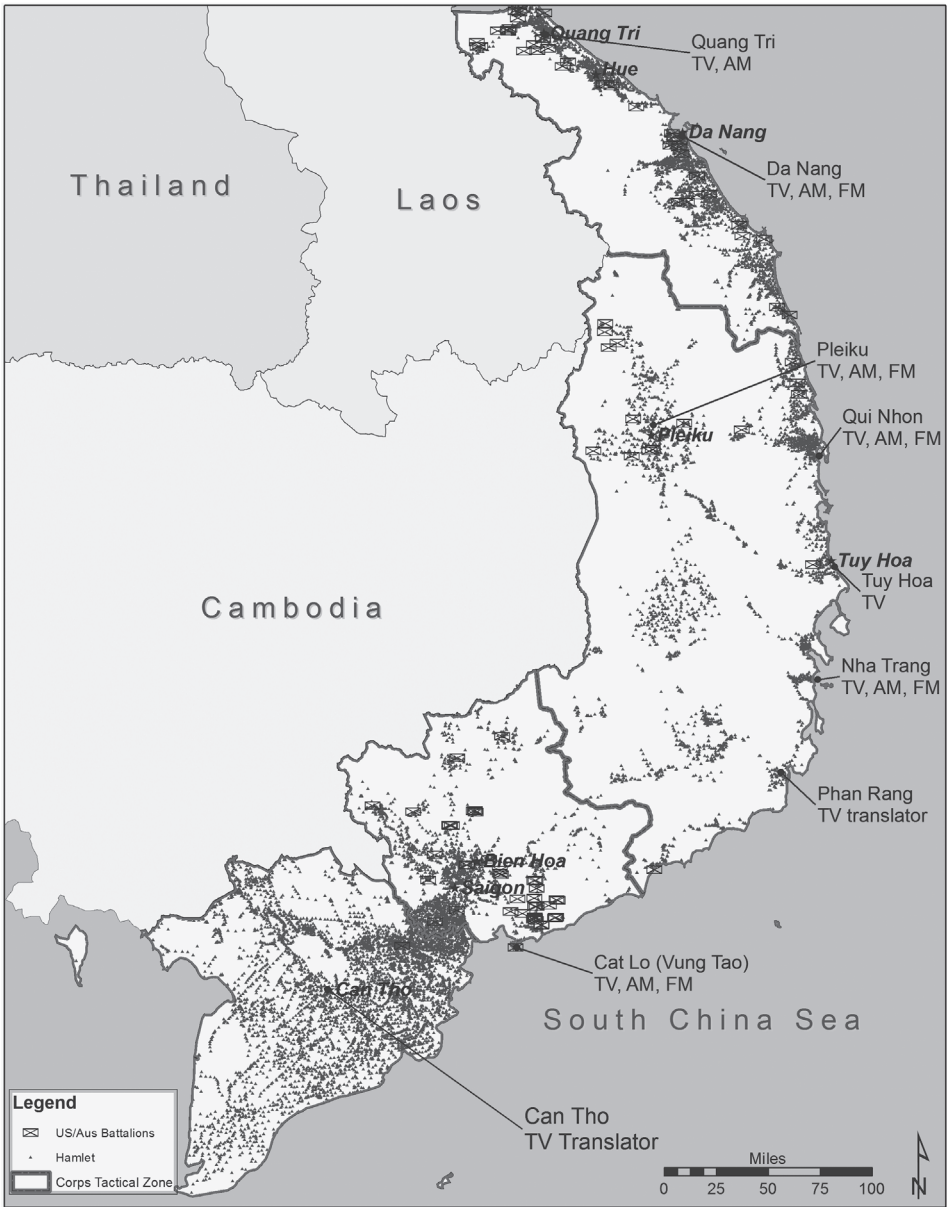 Quang Tri
Quang Tri
TV, AM
Hue
Da Nang
Da Nang
TV, AM, FM
Thailand
Laos
Pleiku
TV, AM, FM
Pleiku
Qui Nhon
TV, AM, FM
Tuy Hoa
Tuy Hoa
TV
Cambodia
Nha Trang
TV, AM, FM
Phan Rang
TV translator
Bien Hoa
Saigon
Cat Lo (Vung Tao)
TV, AM, FM
Can Tho
South China Sea
Can Tho
TV Translator
Legend
US/Aus Battalions
Hamlet
Corps Tactical Zone
Miles
0 25 50 75 100
N